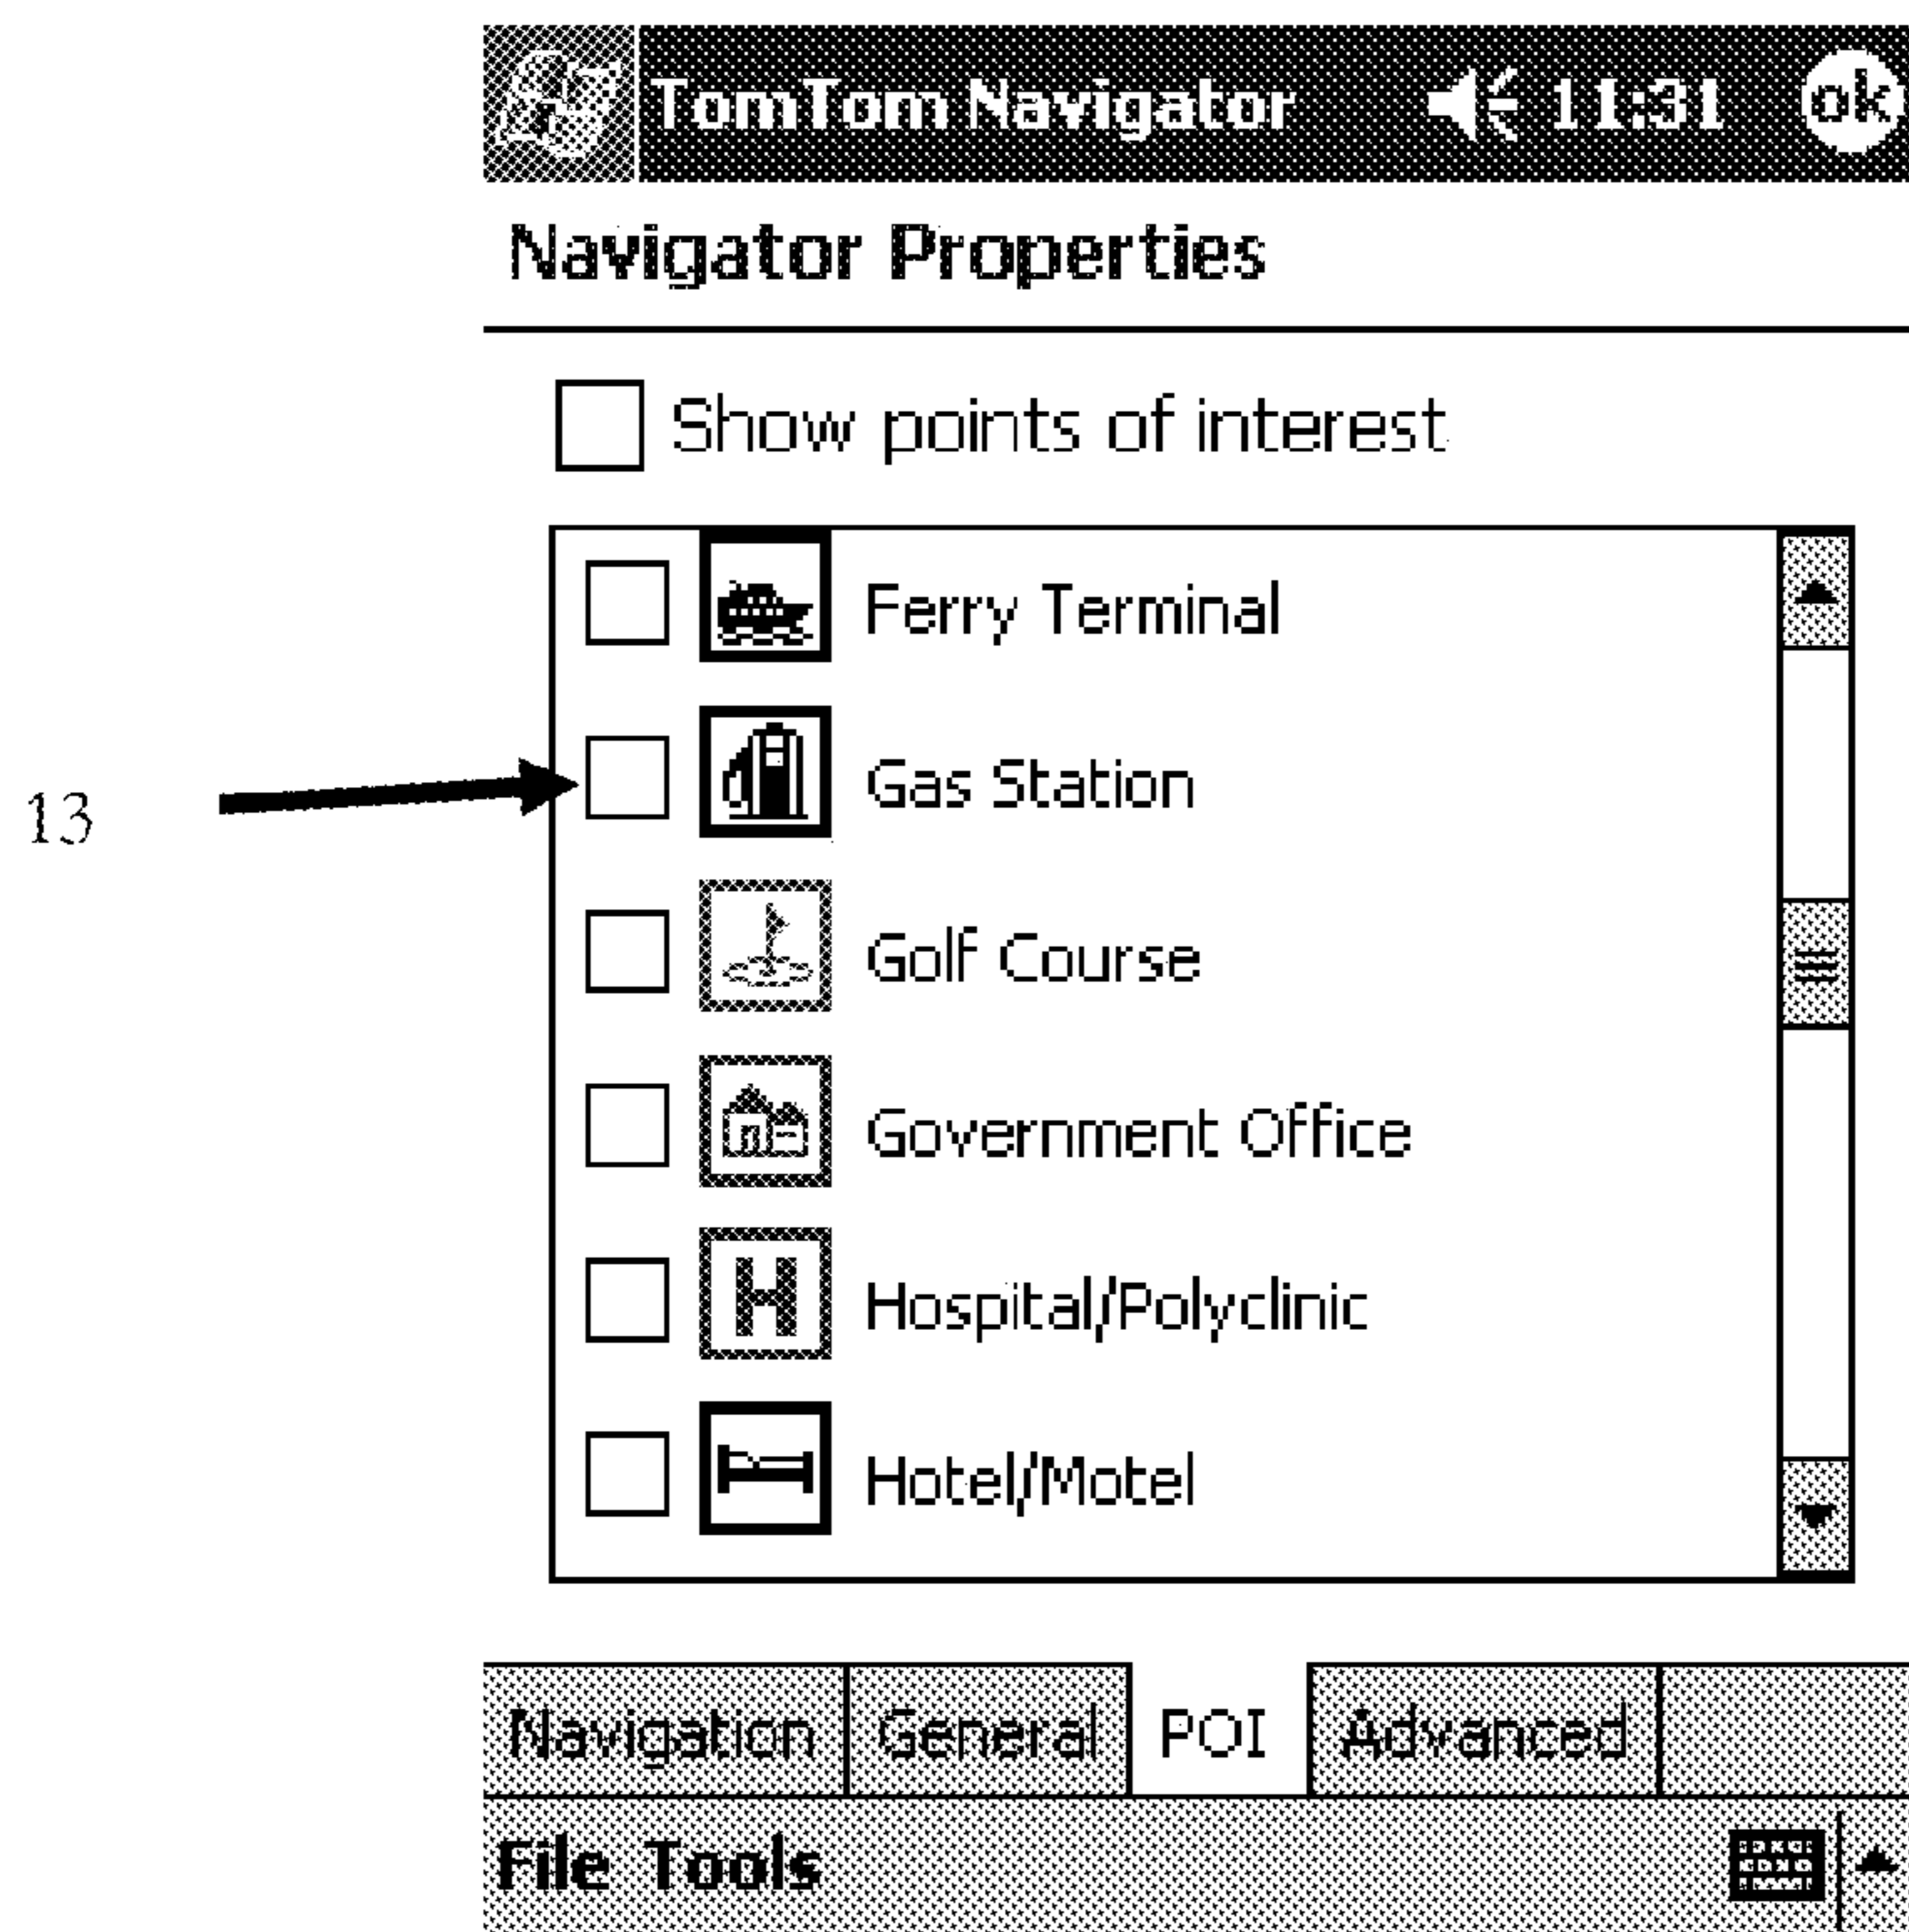 TomTom Navigator 11:31 ok
Navigator Properties
Show points of interest
Ferry Terminal
13 Gas Station
Golf Course
Government Office
H Hospital/Polyclinic
Hotel/Motel
Navigation General POI Advanced
File Tools